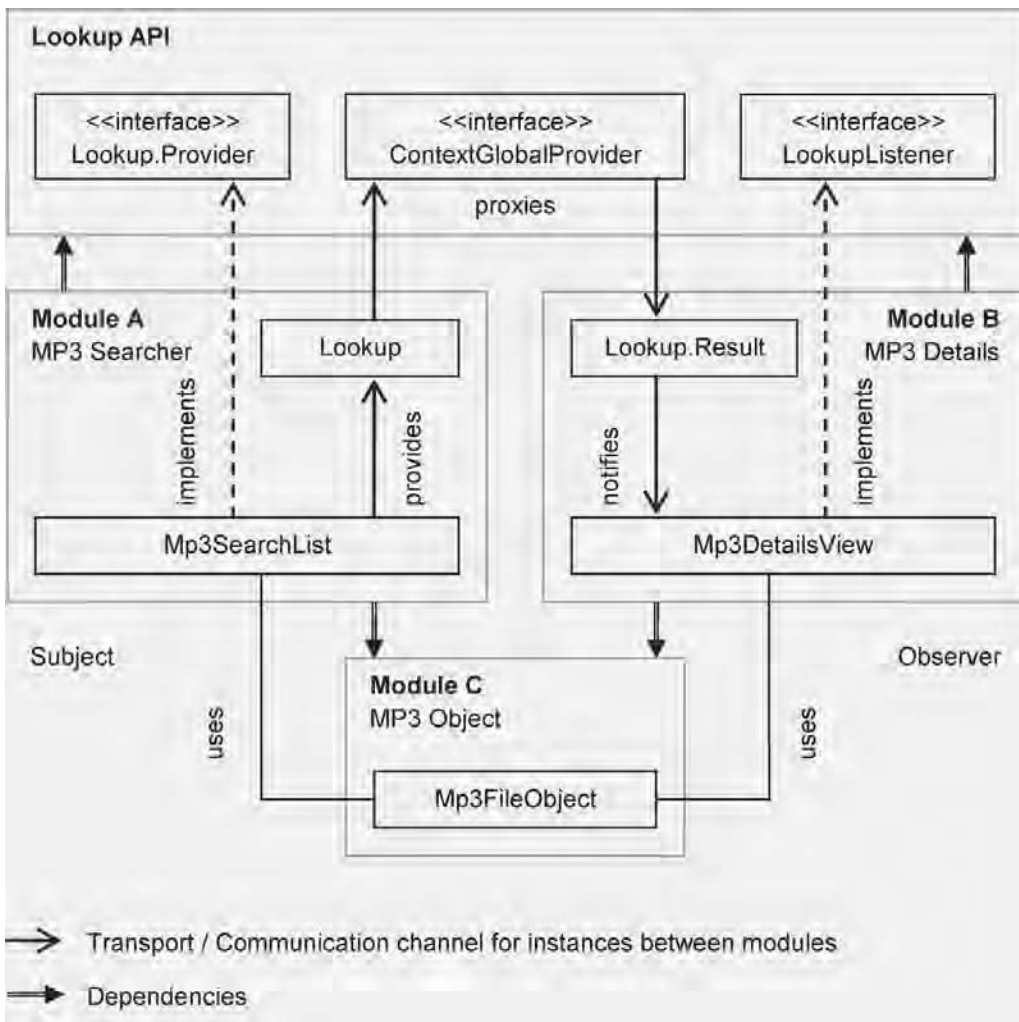 Lookup API
<<interface>>
Lookup.Provider
<<interface>>
ContextGlobalProvider
<<interface>>
LookupListener
proxies
Module A
MP3 Searcher
Lookup
Lookup.Result
Module B
MP3 Details
implements
provides
notifies
implements
Mp3SearchList
Mp3DetailsView
Subject
Observer
Module C
MP3 Object
uses
uses
Mp3FileObject
Transport / Communication channel for instances between modules
Dependencies